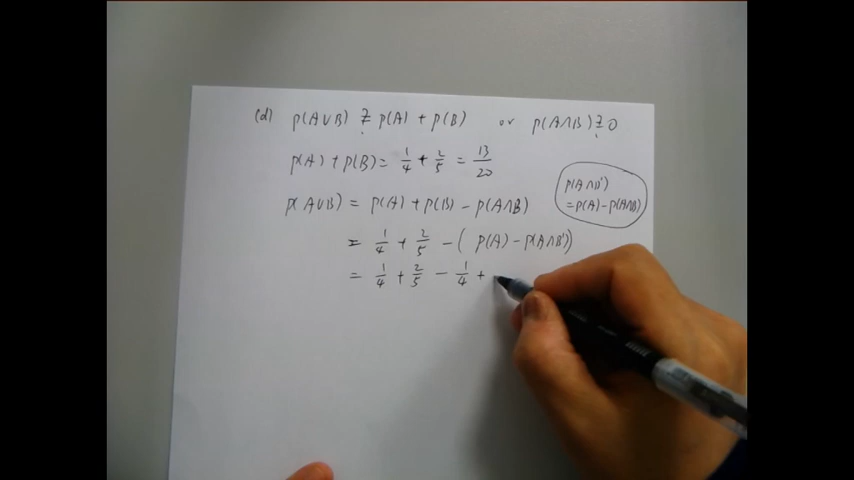 (d) p(A∪B) ≟ p(A) + p(B) or p(A∩B) ≟ 0
p(A) + p(B) = 1/4 + 2/5 = 13/20
p(A∩B') = p(A) - p(A∩B)
p(A∪B) = p(A) + p(B) - p(A∩B)
= 1/4 + 2/5 - ( p(A) - p(A∩B'))
= 1/4 + 2/5 - 1/4 +